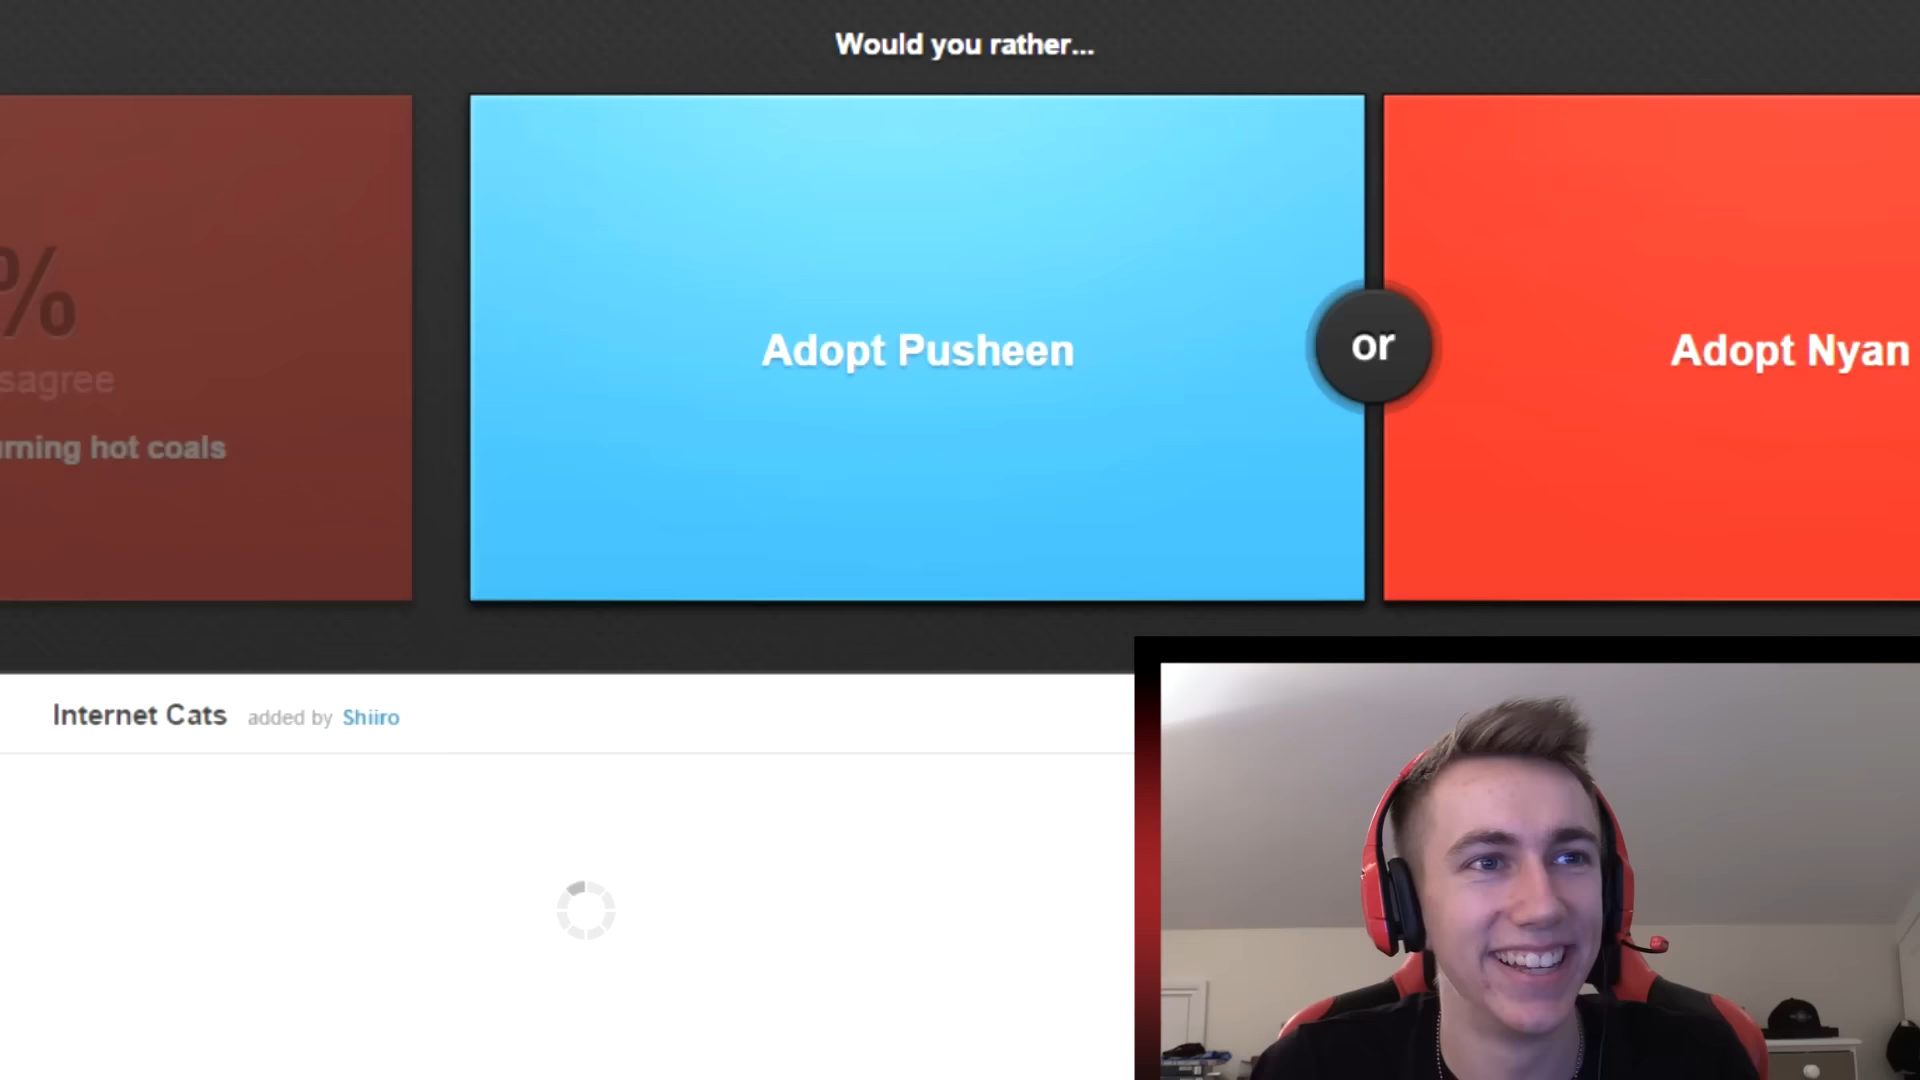 Would you rather...
%
sagree
rning hot coals
Adopt Pusheen
or
Adopt Nyan
Internet Cats added by Shiiro